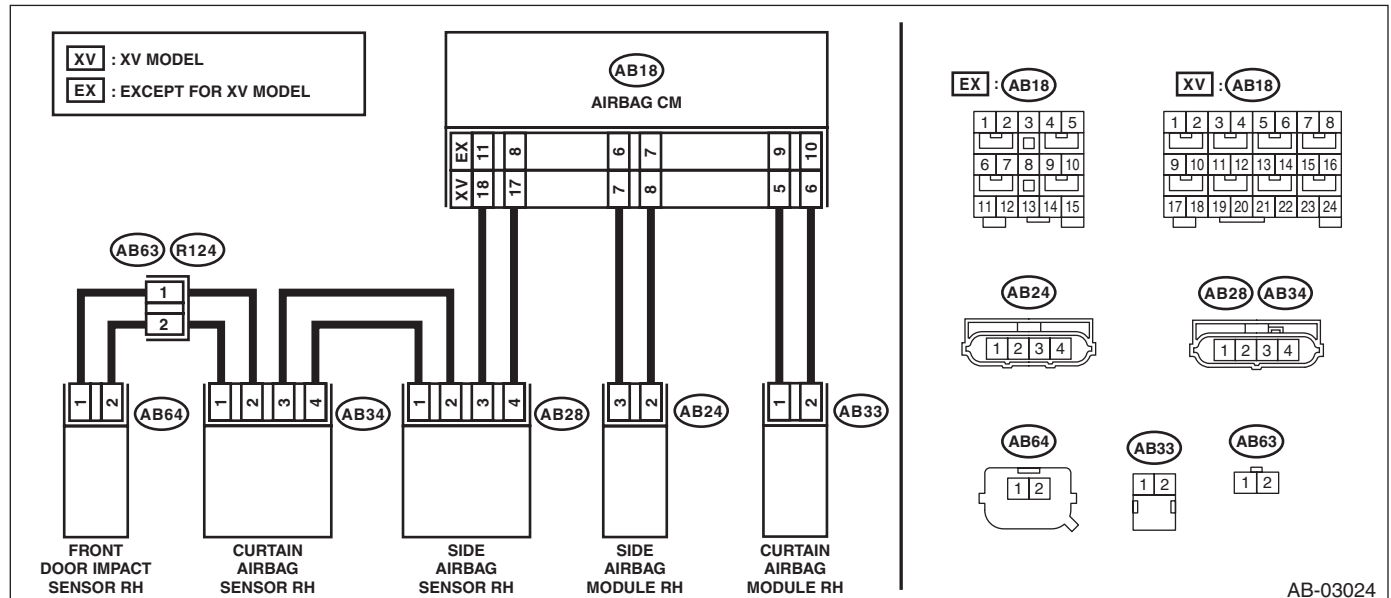 XV : XV MODEL
EX : EXCEPT FOR XV MODEL
AB18
AIRBAG CM
EX 11 8 6 7 9 10
XV 18 17 7 8 5 6
AB63 R124
1
2
1 2 AB64
1 2 3 4 AB34
1 2 3 4 AB28
3 2 AB24
1 2 AB33
FRONT
DOOR IMPACT
SENSOR RH
CURTAIN
AIRBAG
SENSOR RH
SIDE
AIRBAG
SENSOR RH
SIDE
AIRBAG
MODULE RH
CURTAIN
AIRBAG
MODULE RH
EX : AB18
1 2 3 4 5
6 7 8 9 10
11 12 13 14 15
XV : AB18
1 2 3 4 5 6 7 8
9 10 11 12 13 14 15 16
17 18 19 20 21 22 23 24
AB24
1 2 3 4
AB28 AB34
1 2 3 4
AB64
1 2
AB33
1 2
AB63
1 2
AB-03024